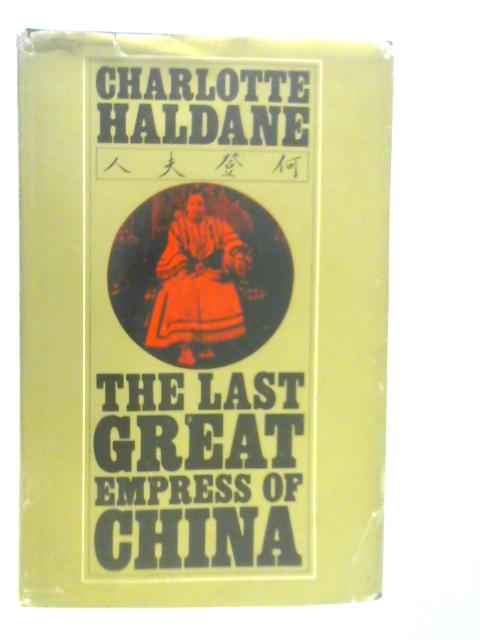 CHARLOTTE
HALDANE
何登夫人
THE LAST
GREAT
EMPRESS OF
CHINA